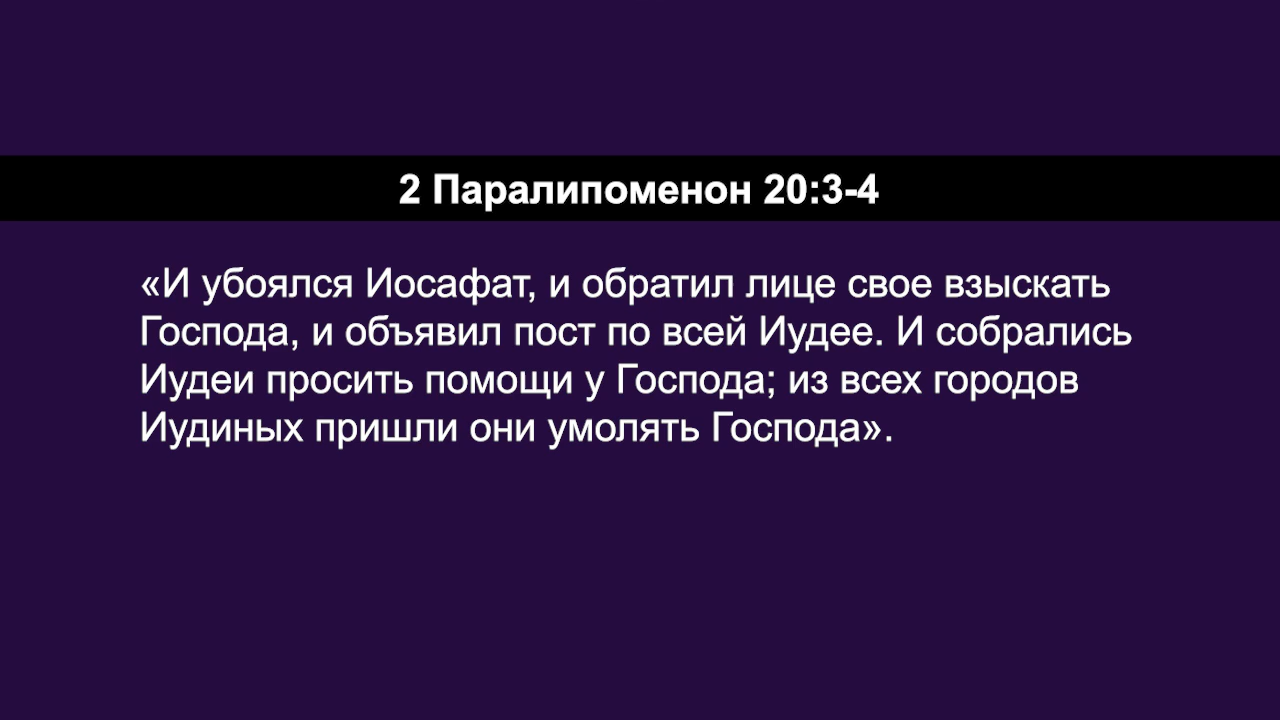 2 Паралипоменон 20:3-4
«И убоялся Иосафат, и обратил лице свое взыскать
Господа, и объявил пост по всей Иудее. И собрались
Иудеи просить помощи у Господа; из всех городов
Иудиных пришли они умолять Господа».